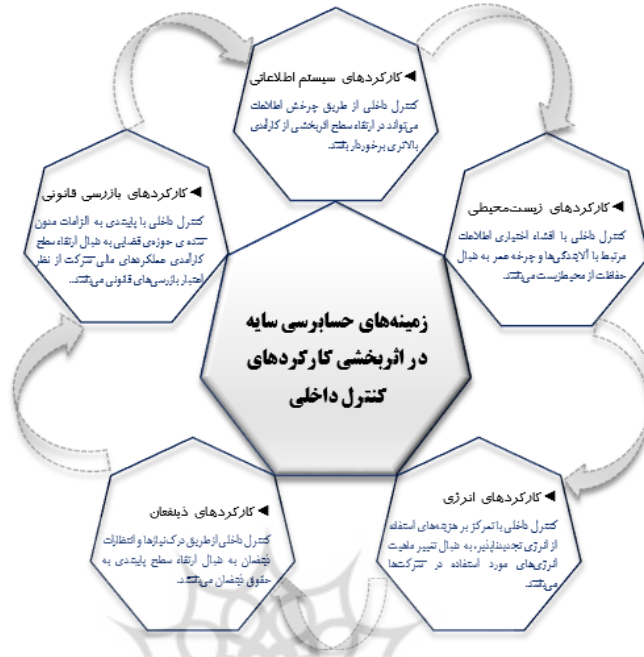 ◄ کارکردهای سیستم اطلاعاتی
کنترل داخلی از طریق چرخش اطلاعات
می‌تواند در ارتقاء سطح اثربخشی از کارآمدی
بالاتری برخوردار باشد.
◄ کارکردهای زیست‌محیطی
کنترل داخلی با افشاء اختیاری اطلاعات
مرتبط با آلایندگی‌ها و چرخه عمر به دنبال
حفاظت از محیط‌زیست می‌باشد.
◄ کارکردهای انرژی
کنترل داخلی با تمرکز بر هزینه‌های استفاده
از انرژی تجدیدناپذیر، به دنبال تغییر ماهیت
انرژی‌های مورد استفاده در شرکت‌ها
می‌باشد.
◄ کارکردهای ذینفعان
کنترل داخلی از طریق درک نیازها و انتظارات
ذینفعان به دنبال ارتقاء سطح پایبندی به
حقوق ذینفعان می‌باشد.
◄ کارکردهای بازرسی قانونی
کنترل داخلی با پایبندی به الزامات مدون
شده‌ی حوزه‌ی قضایی به دنبال ارتقاء سطح
کارآمدی عملکردهای مالی شرکت از نظر
اعتبار بازرسی‌های قانونی می‌باشد.
زمینه‌های حسابرسی سایه
در اثربخشی کارکردهای
کنترل داخلی